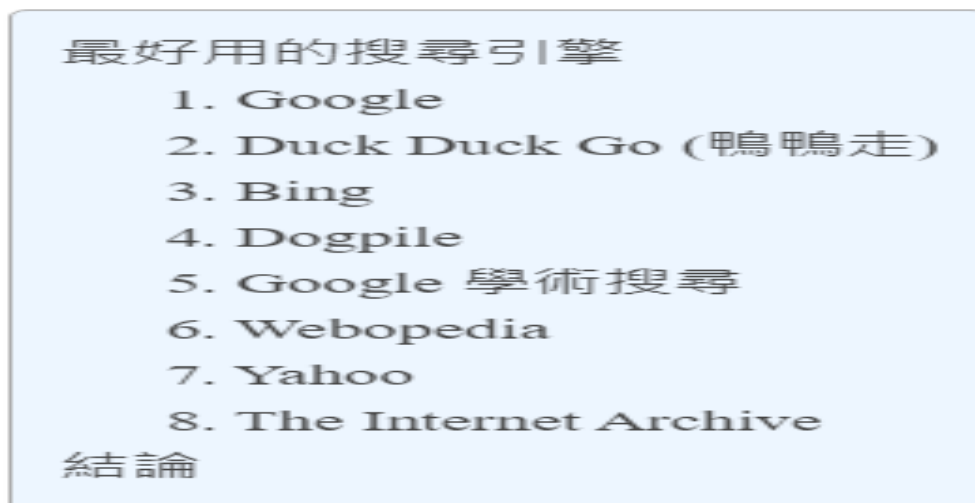 最好用的搜尋引擎
1. Google
2. Duck Duck Go (鴨鴨走)
3. Bing
4. Dogpile
5. Google 學術搜尋
6. Webopedia
7. Yahoo
8. The Internet Archive
結論